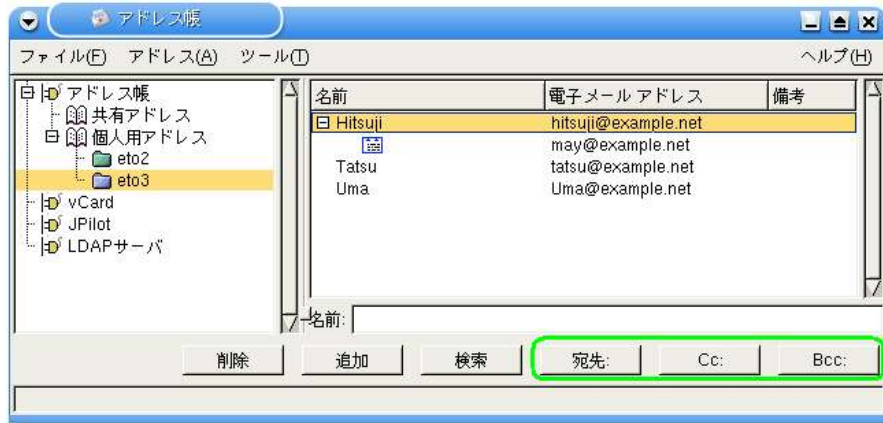 アドレス帳
ファイル(F) アドレス(A) ツール(T) ヘルプ(H)
アドレス帳
共有アドレス
個人用アドレス
eto2
eto3
vCard
JPilot
LDAPサーバ
名前 電子メール アドレス 備考
Hitsuji hitsuji@example.net
may@example.net
Tatsu tatsu@example.net
Uma Uma@example.net
名前:
削除 追加 検索 宛先: Cc: Bcc: